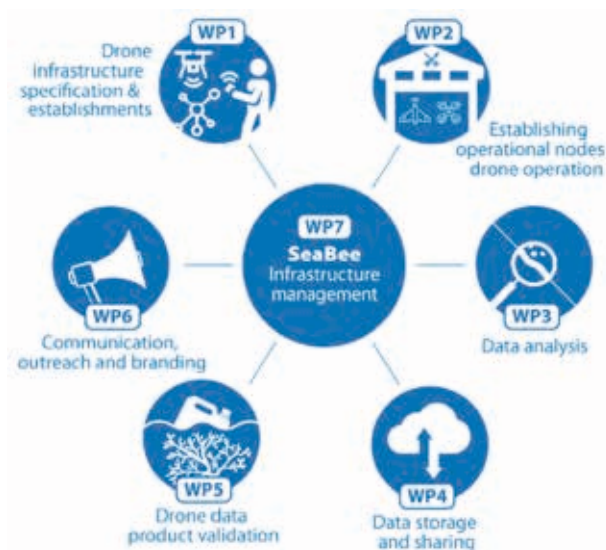 WP1
Drone
infrastructure
specification &
establishments
WP2
Establishing
operational nodes
drone operation
WP7
SeaBee
Infrastructure
management
WP3
Data analysis
WP4
Data storage
and sharing
WP5
Drone data
product validation
WP6
Communication,
outreach and branding